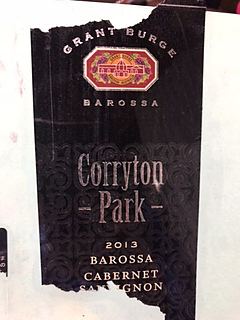 GRANT BURGE
BAROSSA
Corryton
- Park -
2013
BAROSSA
CABERNET
SAUVIGNON